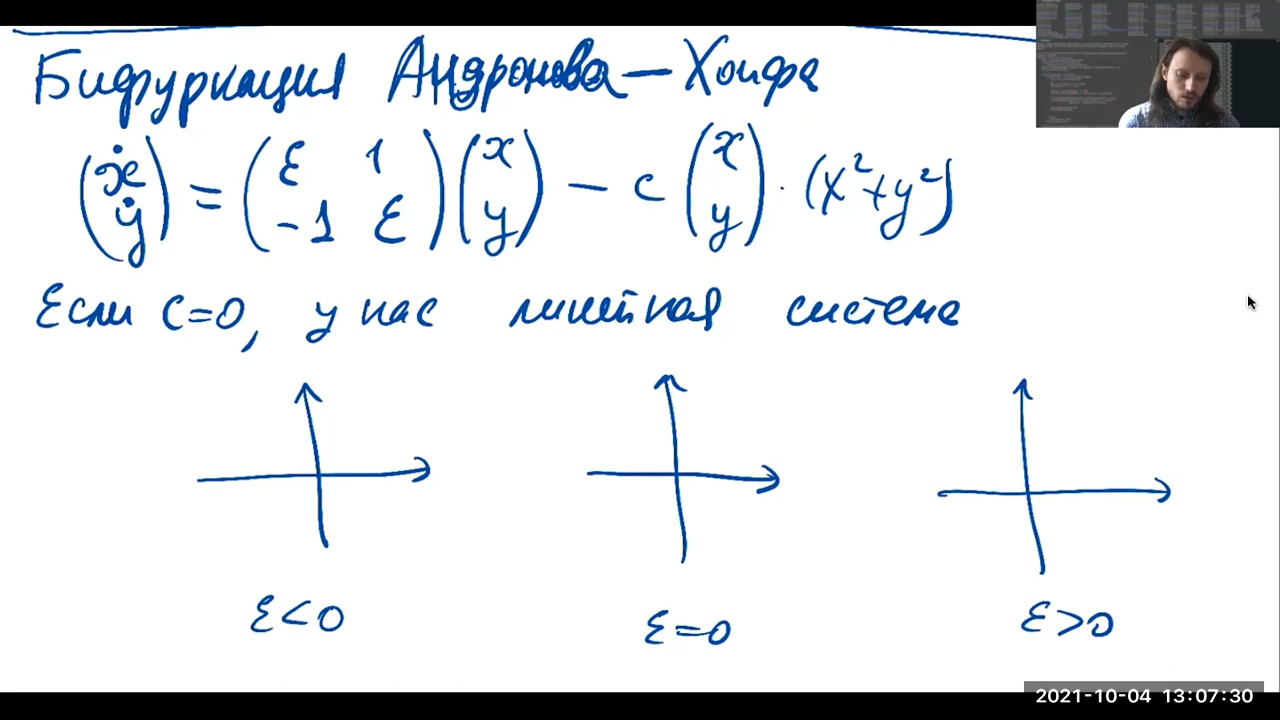 Бифуркация Андронова — Хопфа
(ẋ ẏ) = (ε 1 -1 ε)(x y) - c (x y) · (x²+y²)
Если c=0, у нас линейная система
ε<0 ε=0 ε>0
2021-10-04 13:07:30